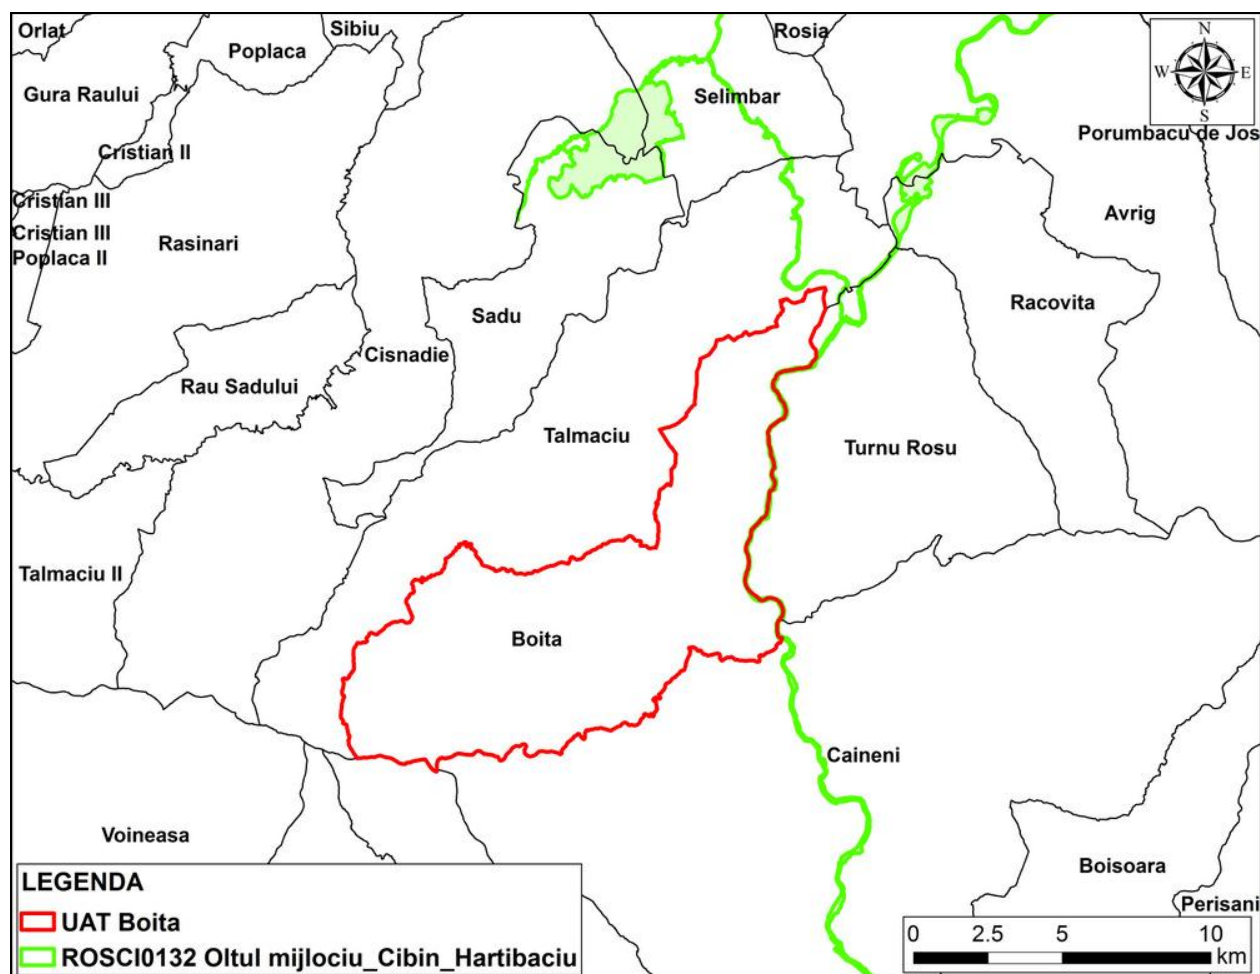 Orlat
Sibiu
Rosia
Poplaca
N
W
E
S
Gura Raului
Selimbar
Cristian II
Porumbacu de Jos
Cristian III
Avrig
Cristian III
Rasinari
Poplaca II
Racovita
Sadu
Cisnadie
Rau Sadului
Talmaciu
Turnu Rosu
Talmaciu II
Boita
Caineni
Voineasa
Boisoara
Perisani
LEGENDA
UAT Boita
ROSCI0132 Oltul mijlociu_Cibin_Hartibaciu
0 2.5 5 10
km